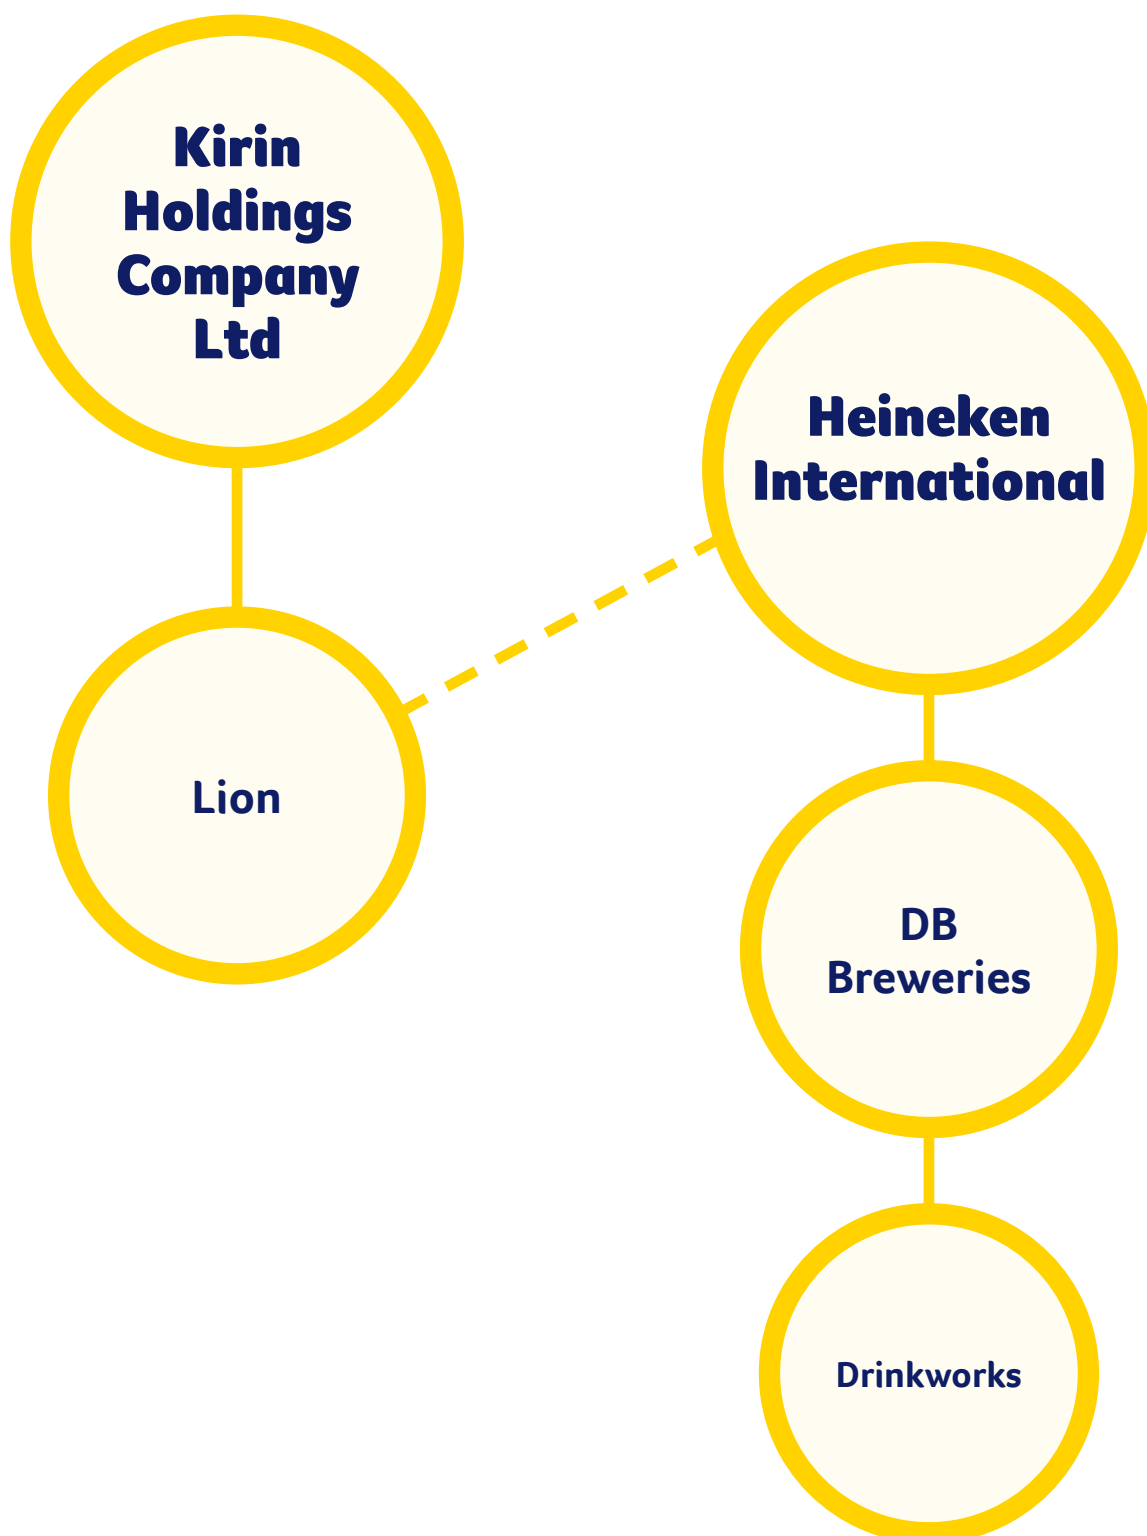 Kirin
Holdings
Company
Ltd
Heineken
International
Lion
DB
Breweries
Drinkworks